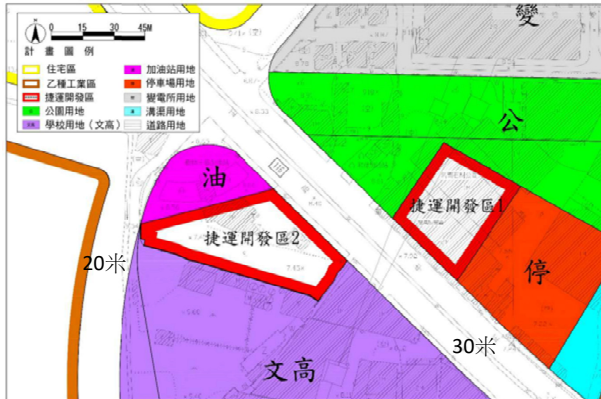 變
0 15 30 45M
計畫圖例
住宅區
乙種工業區
捷運開發區
公園用地
學校用地（文高）
加油站用地
停車場用地
變電所用地
溝渠用地
道路用地
公
油
捷運開發區1
捷運開發區2
20米
停
30米
文高